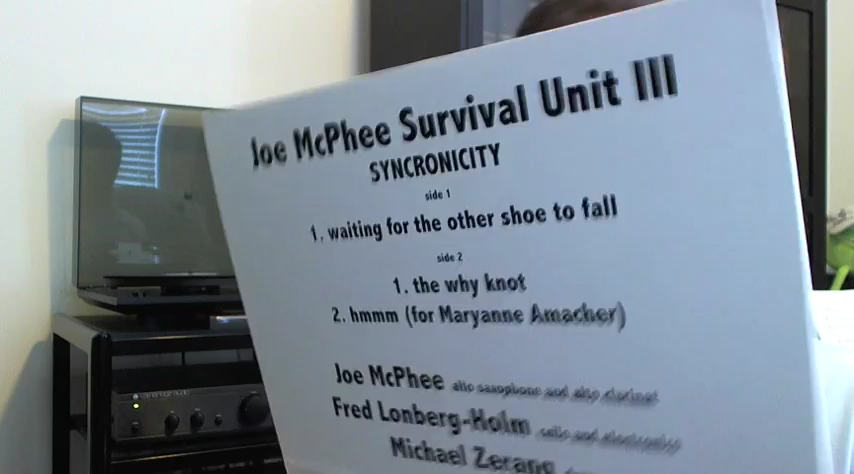 Joe McPhee Survival Unit III
SYNCRONICITY
side 1
1. waiting for the other shoe to fall
side 2
1. the why knot
2. hmmm (for Maryanne Amacher)
Joe McPhee alto saxophone and alto clarinet
Fred Lonberg-Holm cello and electronics
Michael Zerang